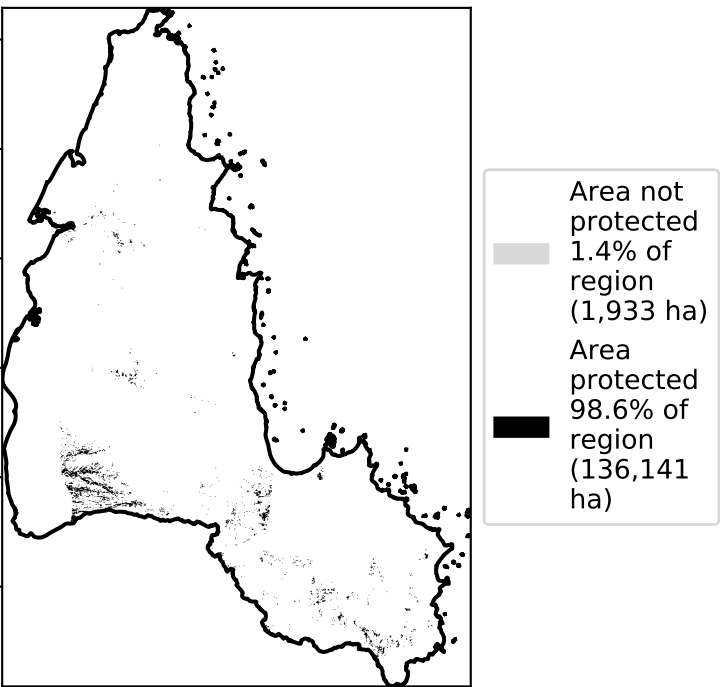 Area not
protected
1.4% of
region
(1,933 ha)
Area
protected
98.6% of
region
(136,141
ha)